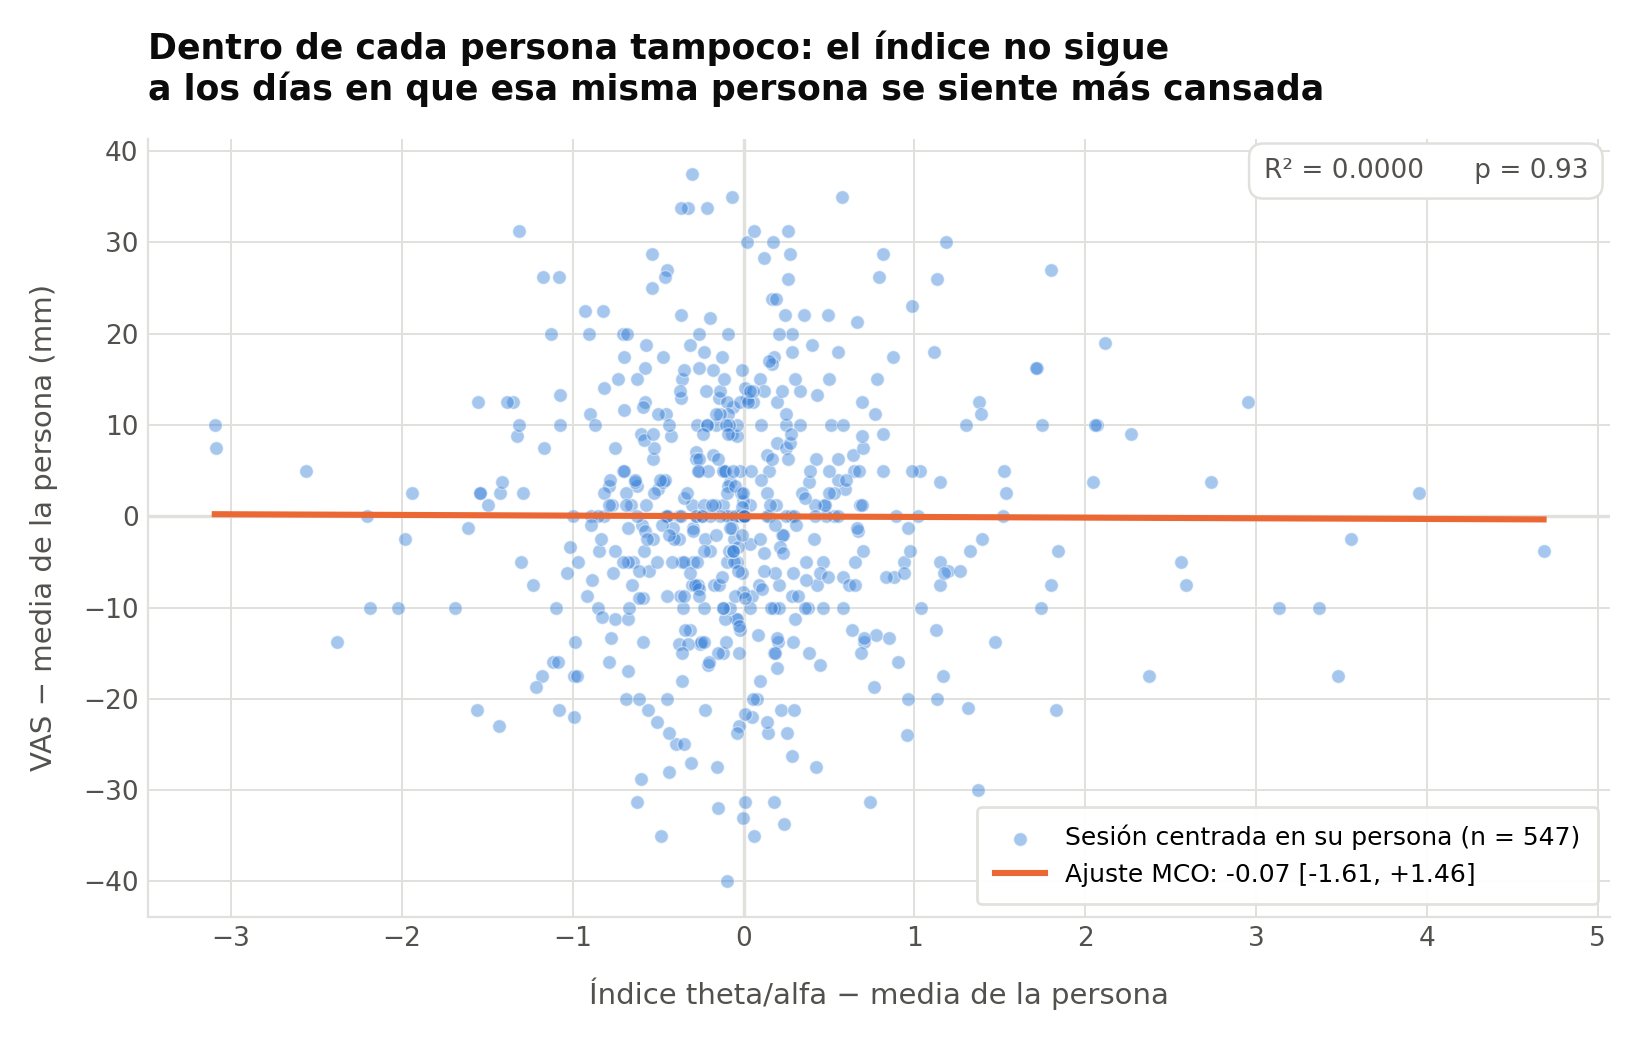 Dentro de cada persona tampoco: el índice no sigue
a los días en que esa misma persona se siente más cansada
R² = 0.0000 p = 0.93
VAS − media de la persona (mm)
40
30
20
10
0
−10
−20
−30
−40
Sesión centrada en su persona (n = 547)
Ajuste MCO: -0.07 [-1.61, +1.46]
−3 −2 −1 0 1 2 3 4 5
Índice theta/alfa − media de la persona